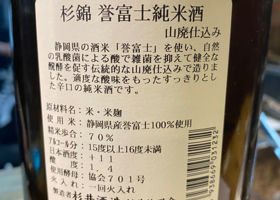 杉錦 誉富士純米酒
山廃仕込み
静岡県の酒米「誉富士」を使い、自然
の乳酸菌による酸で雑菌を抑えて健全な
醗酵を促す伝統的な山廃仕込みで造りま
した。適度な酸味をもったすっきりとし
た辛口の純米酒です。
原材料名：米・米麹
使用米：静岡県産誉富士100%使用
精米歩合：70%
アルコール分：15度以上16度未満
日本酒度：+11
酸度：1.4
使用酵母：協会701号
火入れ：一回火入れ
製造者 杉井酒造
4936669031232